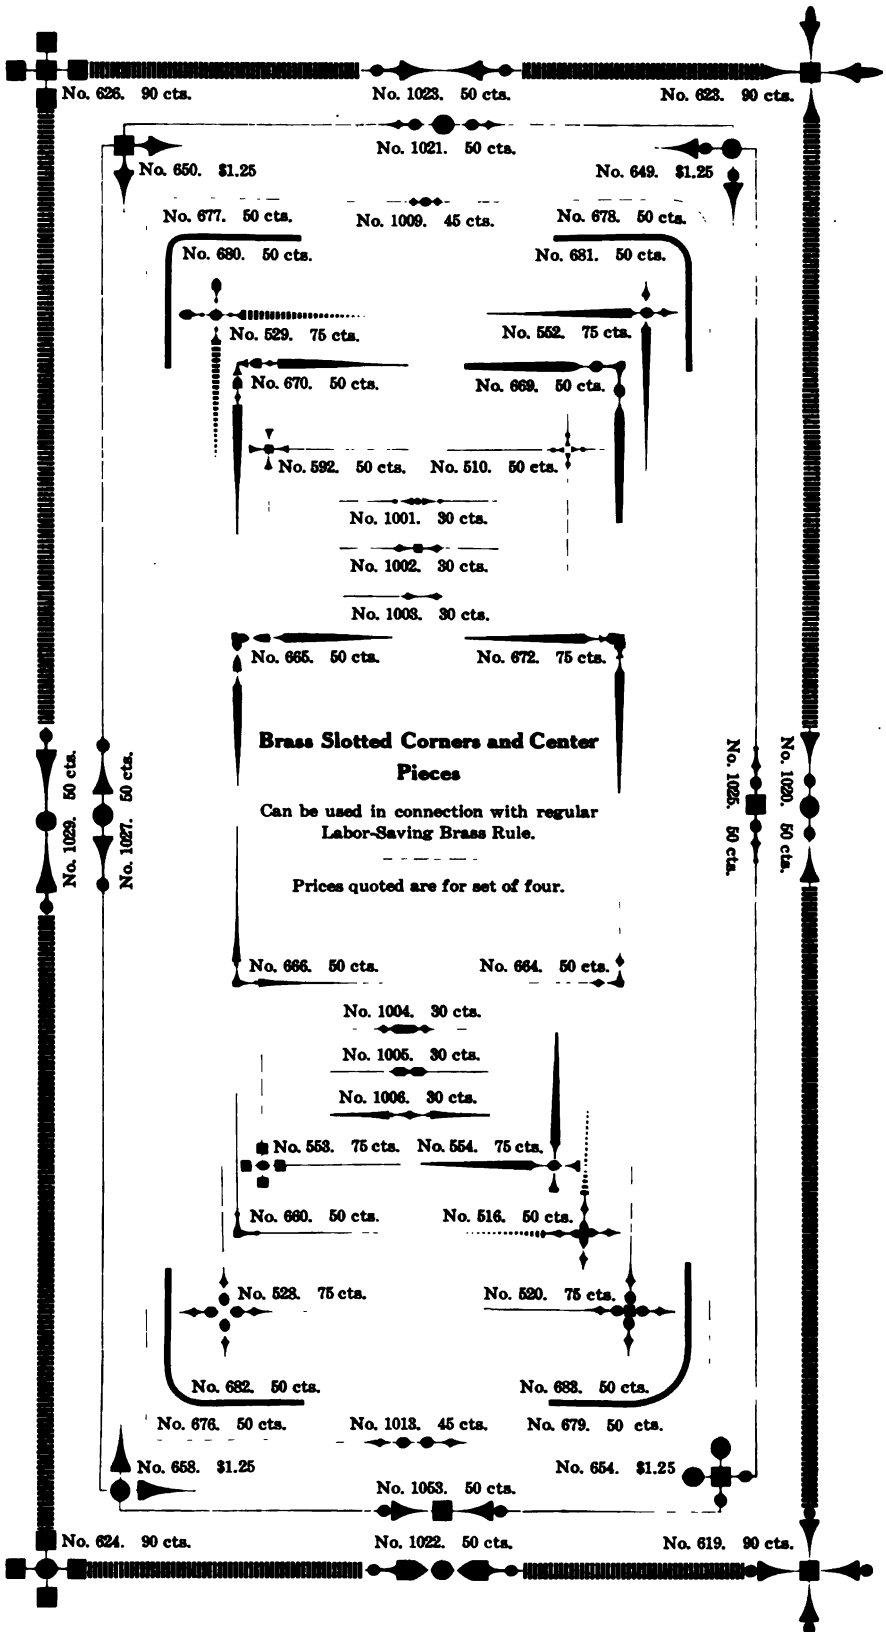 No. 626. 90 cts. No. 1023. 50 cts. No. 623. 90 cts.
No. 1021. 50 cts.
No. 650. $1.25 No. 649. $1.25
No. 677. 50 cts. No. 1009. 45 cts. No. 678. 50 cts.
No. 680. 50 cts. No. 681. 50 cts.
No. 529. 75 cts. No. 552. 75 cts.
No. 670. 50 cts. No. 669. 50 cts.
No. 592. 50 cts. No. 510. 50 cts.
No. 1001. 30 cts.
No. 1002. 30 cts.
No. 1003. 30 cts.
No. 665. 50 cts. No. 672. 75 cts.
Brass Slotted Corners and Center
Pieces
Can be used in connection with regular
Labor-Saving Brass Rule.
Prices quoted are for set of four.
No. 1029. 50 cts.
No. 1027. 50 cts.
No. 1025. 50 cts.
No. 1020. 50 cts.
No. 666. 50 cts. No. 664. 50 cts.
No. 1004. 30 cts.
No. 1005. 30 cts.
No. 1006. 30 cts.
No. 553. 75 cts. No. 554. 75 cts.
No. 660. 50 cts. No. 516. 50 cts.
No. 528. 75 cts. No. 520. 75 cts.
No. 682. 50 cts. No. 683. 50 cts.
No. 676. 50 cts. No. 1013. 45 cts. No. 679. 50 cts.
No. 658. $1.25 No. 654. $1.25
No. 1053. 50 cts.
No. 624. 90 cts. No. 1022. 50 cts. No. 619. 90 cts.